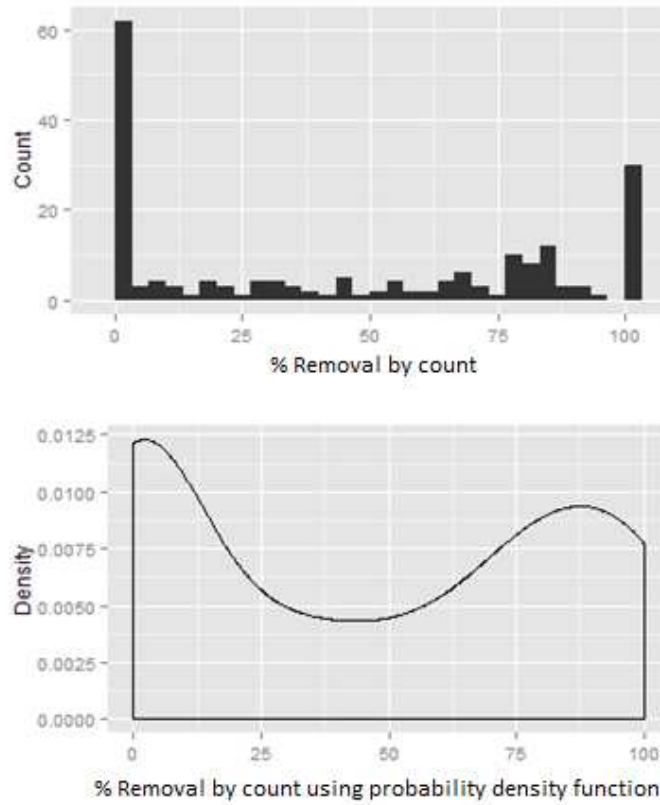 60
40
20
0
Count
0 25 50 75 100
% Removal by count
0.0125
0.0100
0.0075
0.0050
0.0025
0.0000
Density
0 25 50 75 100
% Removal by count using probability density function